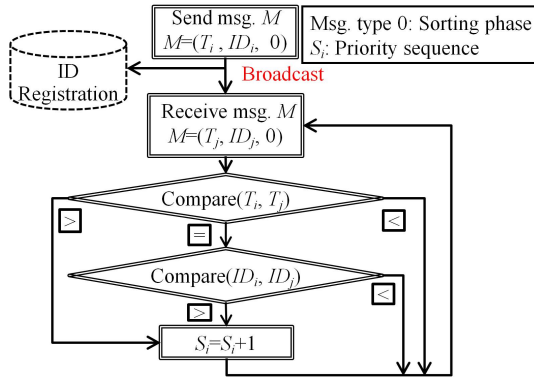 Send msg. M
M=(Ti, IDi, 0)
Msg. type 0: Sorting phase
Si: Priority sequence
ID
Registration
Broadcast
Receive msg. M
M=(Tj, IDj, 0)
Compare(Ti, Tj)
>
<
=
Compare(IDi, IDj)
<
>
Si=Si+1